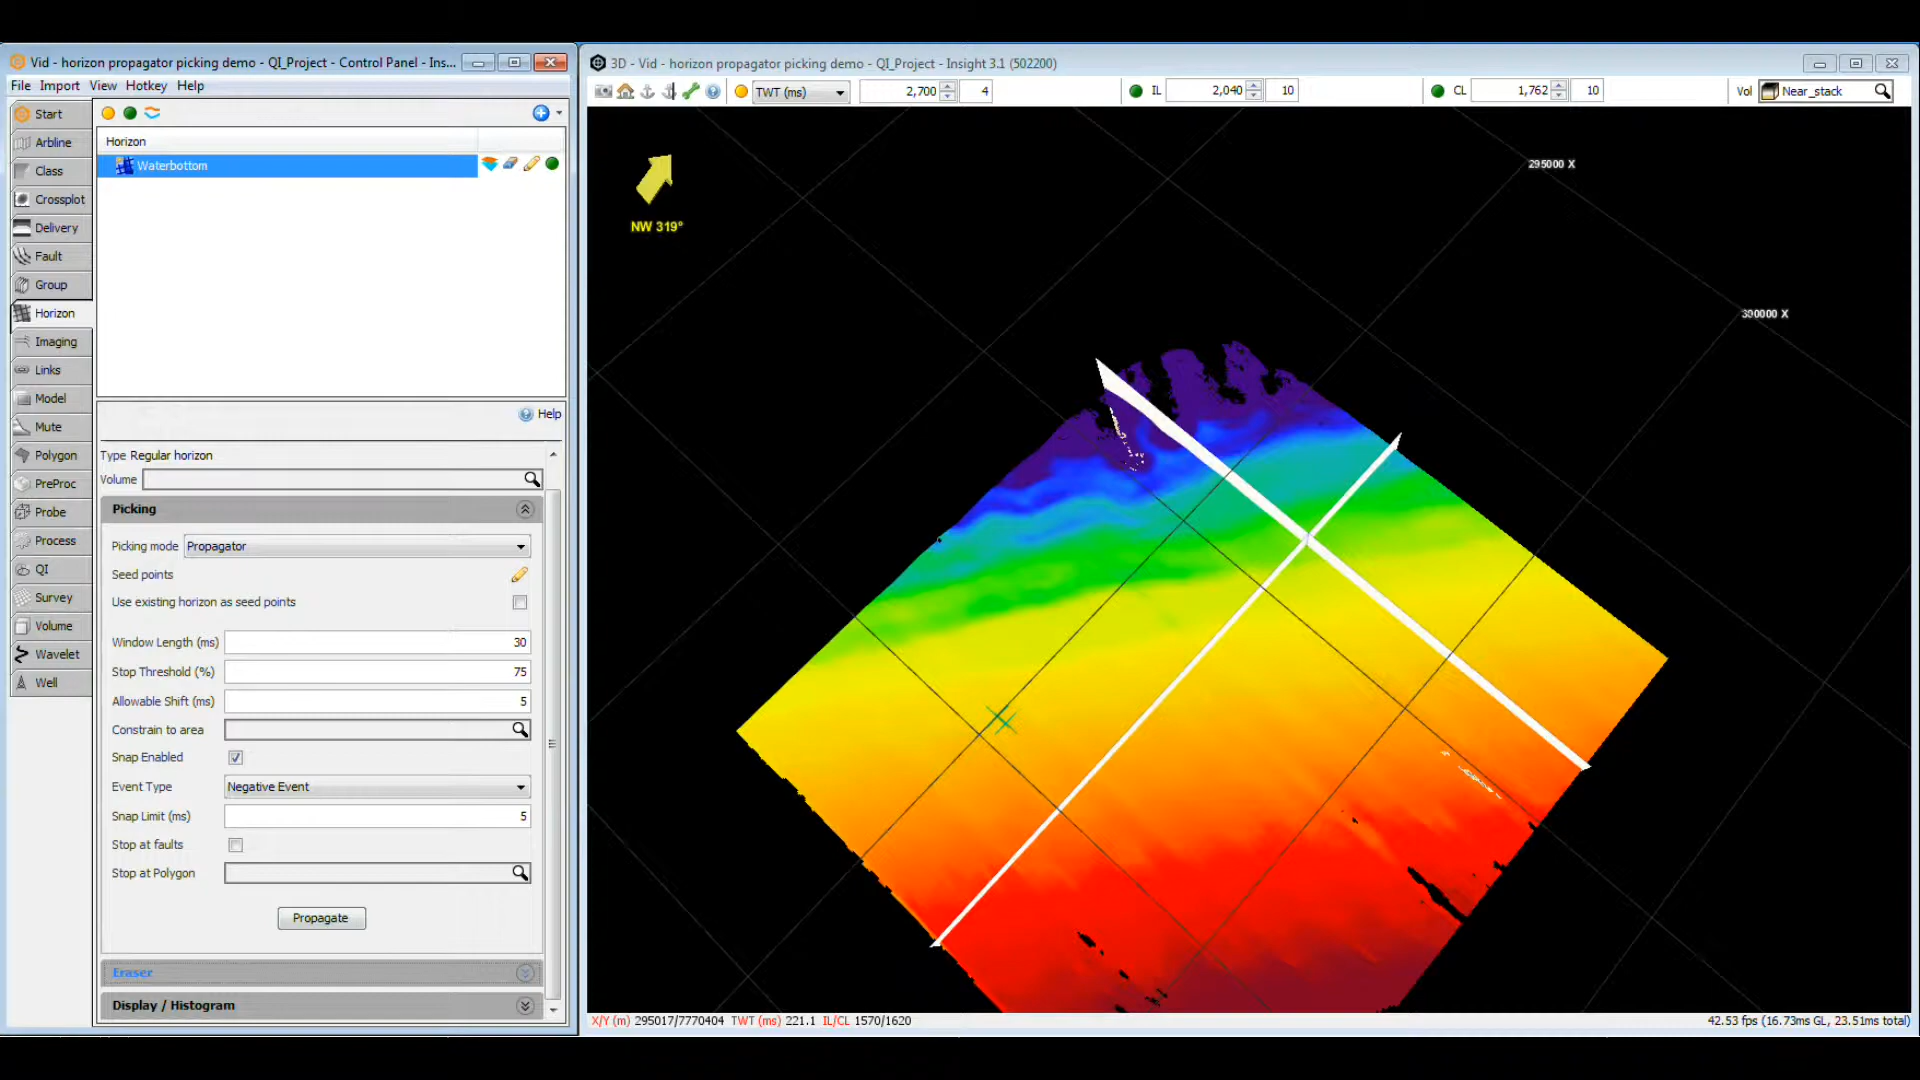 Vid - horizon propagator picking demo - QI_Project - Control Panel - Ins...
File Import View Hotkey Help
Start
Arbline
Class
Crossplot
Delivery
Fault
Group
Horizon
Imaging
Links
Model
Mute
Polygon
PreProc
Probe
Process
QI
Survey
Volume
Wavelet
Well
Horizon
Waterbottom
Help
Type Regular horizon
Volume
Picking
Picking mode Propagator
Seed points
Use existing horizon as seed points
Window Length (ms) 30
Stop Threshold (%) 75
Allowable Shift (ms) 5
Constrain to area
Snap Enabled
Event Type Negative Event
Snap Limit (ms) 5
Stop at faults
Stop at Polygon
Propagate
Eraser
Display / Histogram
3D - Vid - horizon propagator picking demo - QI_Project - Insight 3.1 (502200)
TWT (ms) 2,700 4 IL 2,040 10 CL 1,762 10 Vol Near_stack
295000 X
NW 319°
300000 X
X/Y (m) 295017/7770404 TWT (ms) 221.1 IL/CL 1570/1620
42.53 fps (16.73ms GL, 23.51ms total)